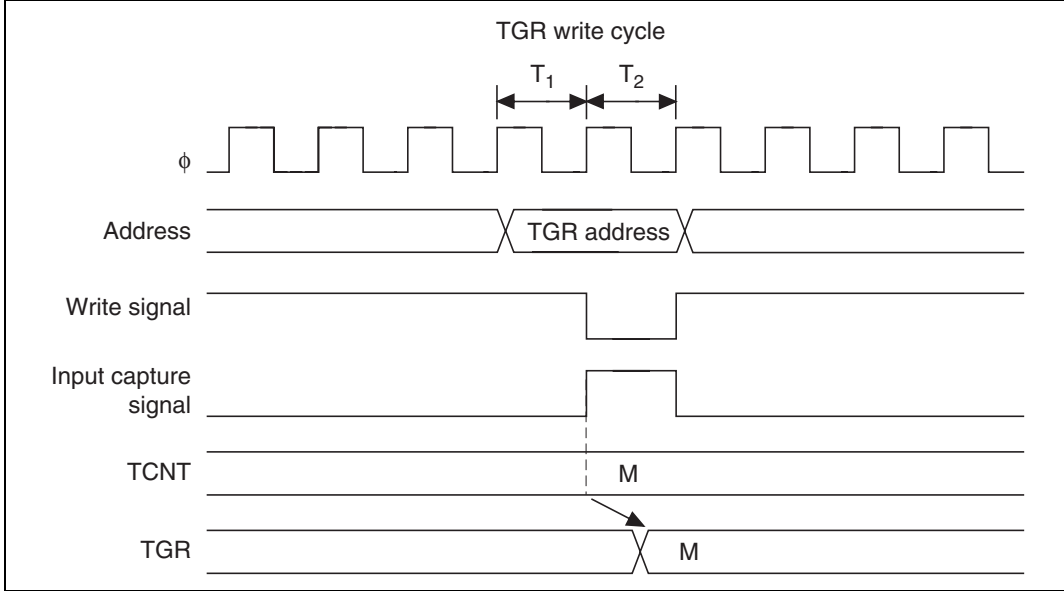 TGR write cycle
T1 T2
ϕ
Address TGR address
Write signal
Input capture
signal
TCNT M
TGR M